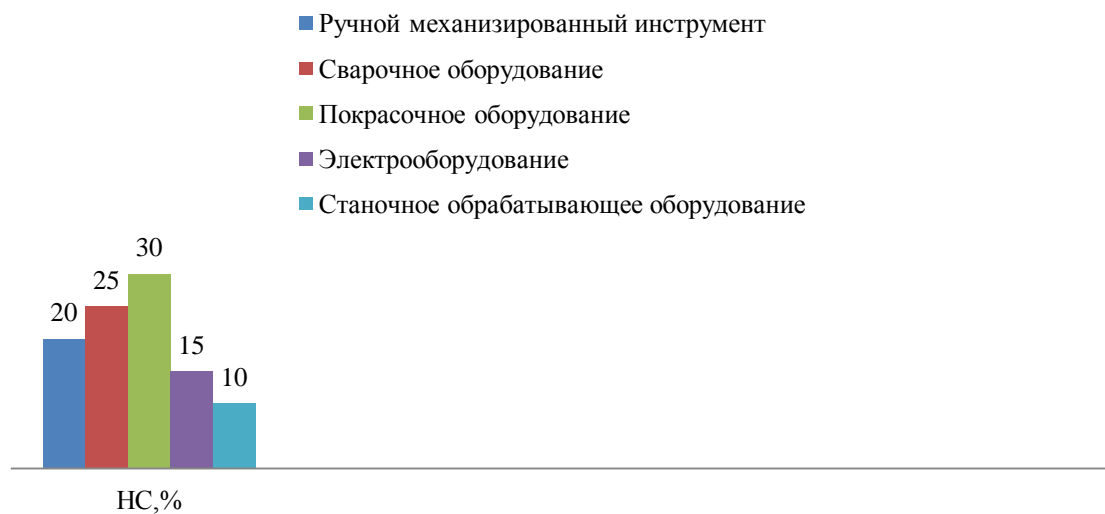 Ручной механизированный инструмент
Сварочное оборудование
Покрасочное оборудование
Электрооборудование
Станочное обрабатывающее оборудование
30
25
20
15
10
НС,%